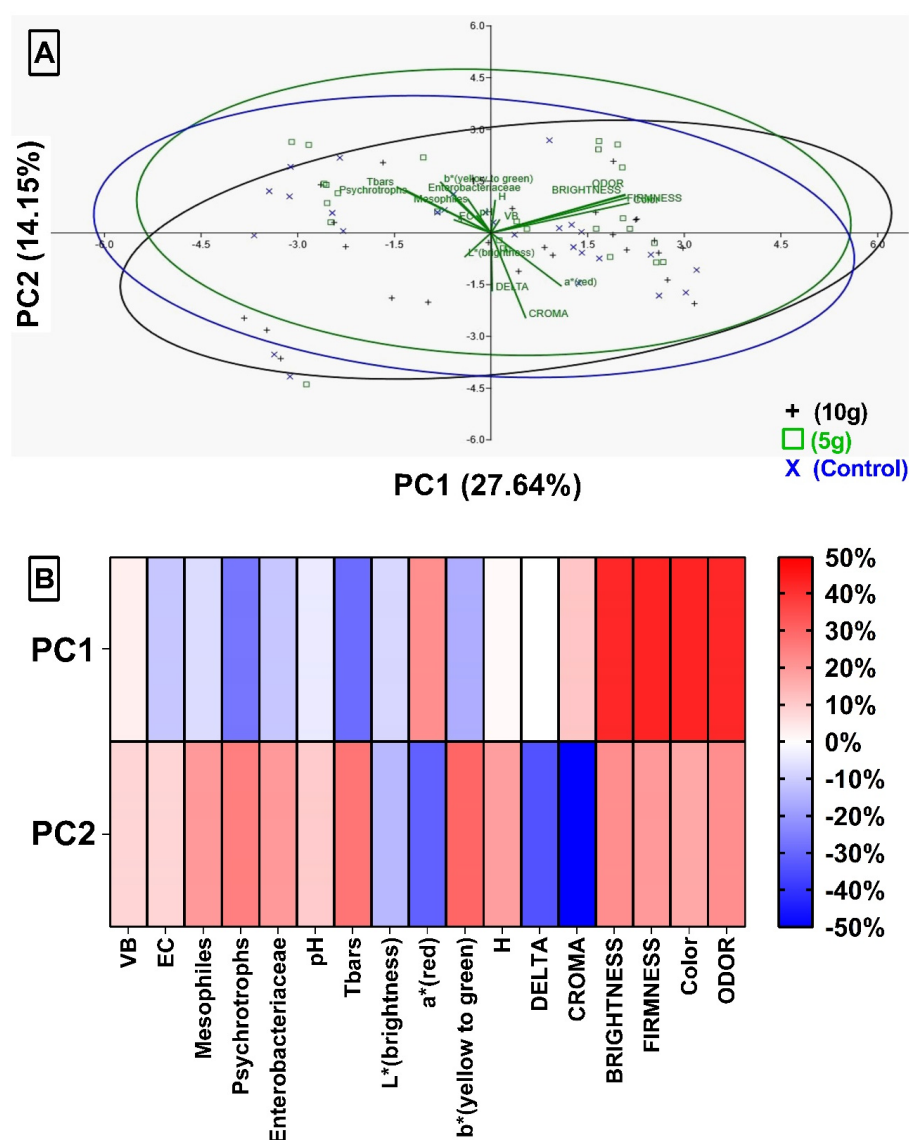 A
6.0
4.5
3.0
1.5
-1.5
-3.0
-4.5
-6.0
-6.0
-4.5
-3.0
-1.5
1.5
3.0
4.5
6.0
PC2 (14.15%)
PC1 (27.64%)
Tbars
Psychrotrophs
b*(yellow to green)
Enterobacteriaceae
Mesophiles
H
EC
VB
L*(brightness)
DELTA
CROMA
a*(red)
ODOR
BRIGHTNESS
FIRMNESS
+ (10g)
(5g)
X (Control)
B
PC1
PC2
50%
40%
30%
20%
10%
0%
-10%
-20%
-30%
-40%
-50%
VB
EC
Mesophiles
Psychrotrophs
Enterobacteriaceae
pH
Tbars
L*(brightness)
a*(red)
b*(yellow to green)
H
DELTA
CROMA
BRIGHTNESS
FIRMNESS
Color
ODOR